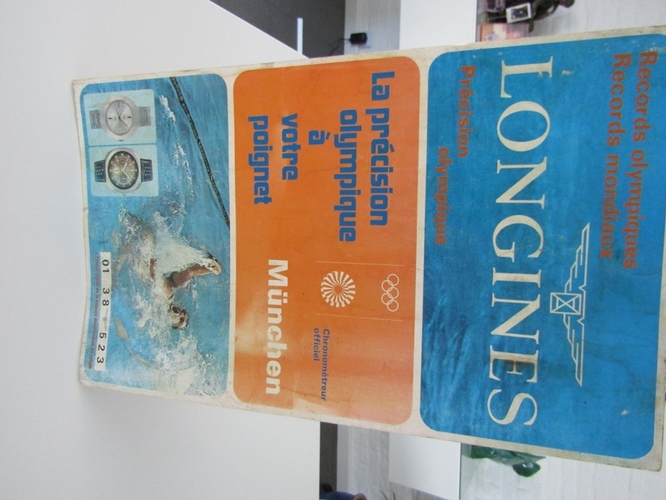 Records olympiques
Records mondiaux
LONGINES
Précision olympique
La précision
olympique
à
votre
poignet
Chronométreur
officiel
München
01 38 523